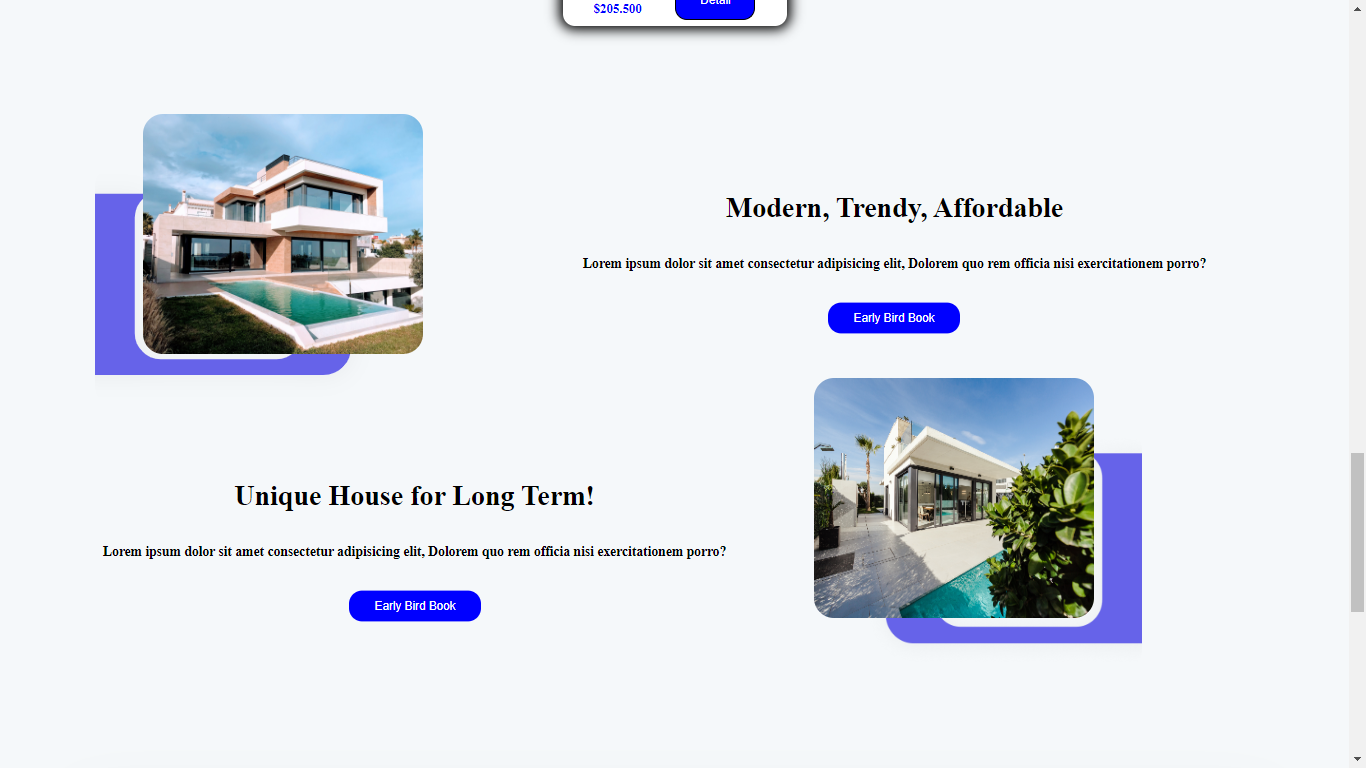 $205.500
Detail
Modern, Trendy, Affordable
Lorem ipsum dolor sit amet consectetur adipisicing elit, Dolorem quo rem officia nisi exercitationem porro?
Early Bird Book
Unique House for Long Term!
Lorem ipsum dolor sit amet consectetur adipisicing elit, Dolorem quo rem officia nisi exercitationem porro?
Early Bird Book